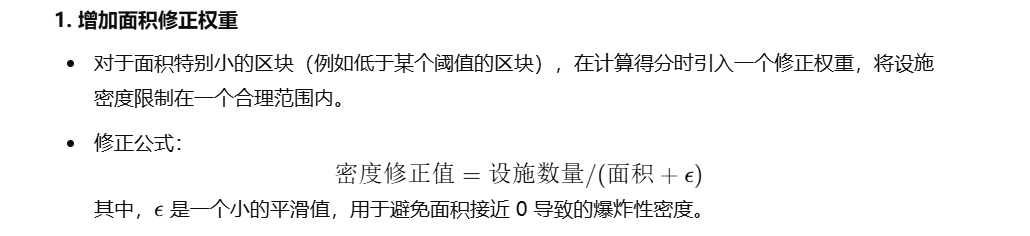 1. 增加面积修正权重
• 对于面积特别小的区块（例如低于某个阈值的区块），在计算得分时引入一个修正权重，将设施
密度限制在一个合理范围内。
• 修正公式：
密度修正值 = 设施数量/(面积 + ϵ)
其中，ϵ 是一个小的平滑值，用于避免面积接近 0 导致的爆炸性密度。